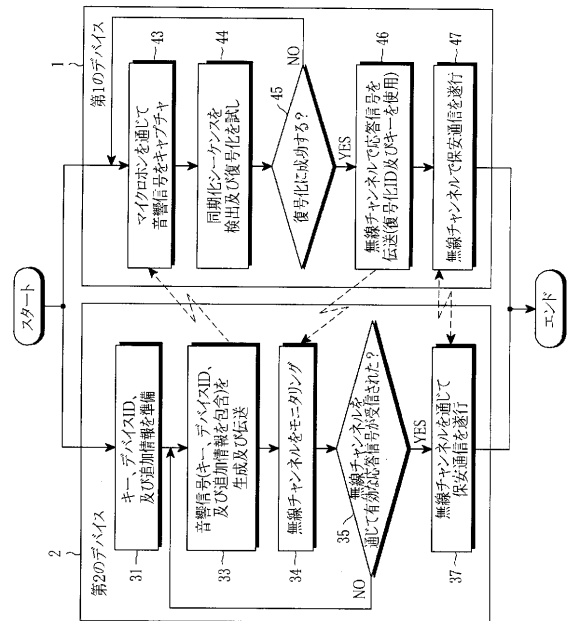 スタート
2
第2のデバイス
キー、デバイスID、
及び追加情報を準備
31
音響信号(キー、デバイスID、
及び追加情報を包含)を
生成及び伝送
33
無線チャンネルをモニタリング
34
無線チャンネルを
通じて有効な応答信号が受信された?
35
NO
YES
無線チャンネルを通じて
保安通信を遂行
37
1
第1のデバイス
マイクロホンを通じて
音響信号をキャプチャ
43
同期化シーケンスを
検出及び復号化を試し
44
復号化に成功する?
45
NO
YES
無線チャンネルで応答信号を
伝送(復号化ID及びキーを使用)
46
無線チャンネルで保安通信を遂行
47
エンド